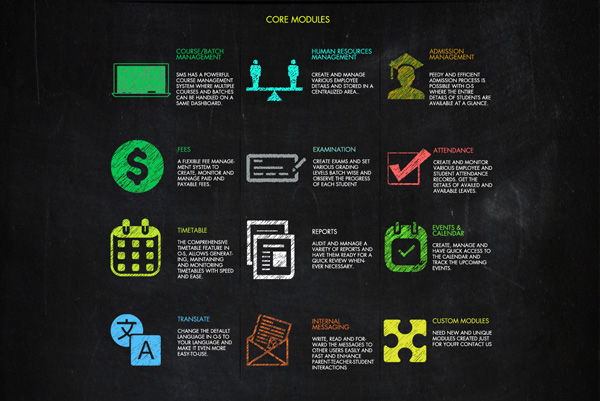 CORE MODULES
COURSE/BATCH
MANAGEMENT
SMS HAS A POWERFUL
COURSE MANAGEMENT
SYSTEM WHERE MULTIPLE
COURSES AND BATCHES
CAN BE HANDLED ON A
SAME DASHBOARD.
HUMAN RESOURCES
MANAGEMENT
CREATE AND MANAGE
VARIOUS EMPLOYEE
DETAILS AND STORED IN A
CENTRALIZED AREA..
ADMISSION
MANAGEMENT
PEEDY AND EFFICIENT
ADMISSION PROCESS IS
POSSIBLE WITH O-S
WHERE THE ENTIRE
DETAILS OF STUDENTS ARE
AVAILABLE AT A GLANCE.
$
FEES
A FLEXIBLE FEE MANAGE-
MENT SYSTEM TO
CREATE, MONITOR AND
MANAGE PAID AND
PAYABLE FEES.
EXAMINATION
CREATE EXAMS AND SET
VARIOUS GRADING
LEVELS BATCH WISE AND
OBSERVE THE PROGRESS
OF EACH STUDENT
ATTENDANCE
CREATE AND MONITOR
VARIOUS EMPLOYEE AND
STUDENT ATTENDANCE
RECORDS. GET THE
DETAILS OF AVAILED AND
AVAILABLE LEAVES.
TIMETABLE
THE COMPREHENSIVE
TIMETABLE FEATURE IN
O-S, ALLOWS GENERAT-
ING, MAINTAINING
AND MONITORING
TIMETABLES WITH SPEED
AND EASE.
REPORTS
AUDIT AND MANAGE A
VARIETY OF REPORTS AND
HAVE THEM READY FOR A
QUICK REVIEW WHEN-
EVER NECESSARY.
EVENTS &
CALENDAR
CREATE, MANAGE AND
HAVE QUICK ACCESS TO
THE CALENDAR AND
TRACK THE UPCOMING
EVENTS.
文
A
TRANSLATE
CHANGE THE DEFAULT
LANGUAGE IN O-S TO
YOUR LANGUAGE AND
MAKE IT EVEN MORE
EASY-TO-USE.
INTERNAL
MESSAGING
WRITE, READ AND FOR-
WARD THE MESSAGES TO
OTHER USERS EASILY AND
FAST AND ENHANCE
PARENT-TEACHER-STUDENT
INTERACTIONS
CUSTOM MODULES
NEED NEW AND UNIQUE
MODULES CREATED JUST
FOR YOU?? CONTACT US